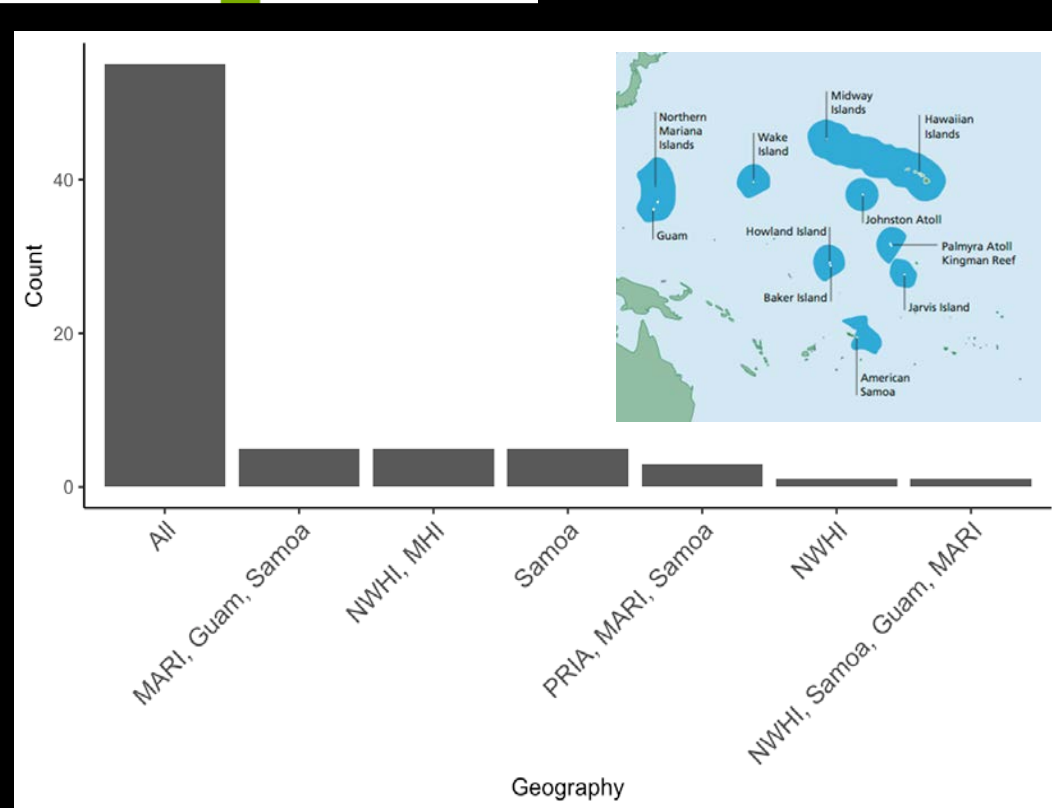 Count
40
20
0
All
MARI, Guam, Samoa
NWHI, MHI
Samoa
PRIA, MARI, Samoa
NWHI
NWHI, Samoa, Guam, MARI
Geography
Northern
Mariana
Islands
Guam
Wake
Island
Midway
Islands
Hawaiian
Islands
Johnston Atoll
Howland Island
Baker Island
Palmyra Atoll
Kingman Reef
Jarvis Island
American
Samoa